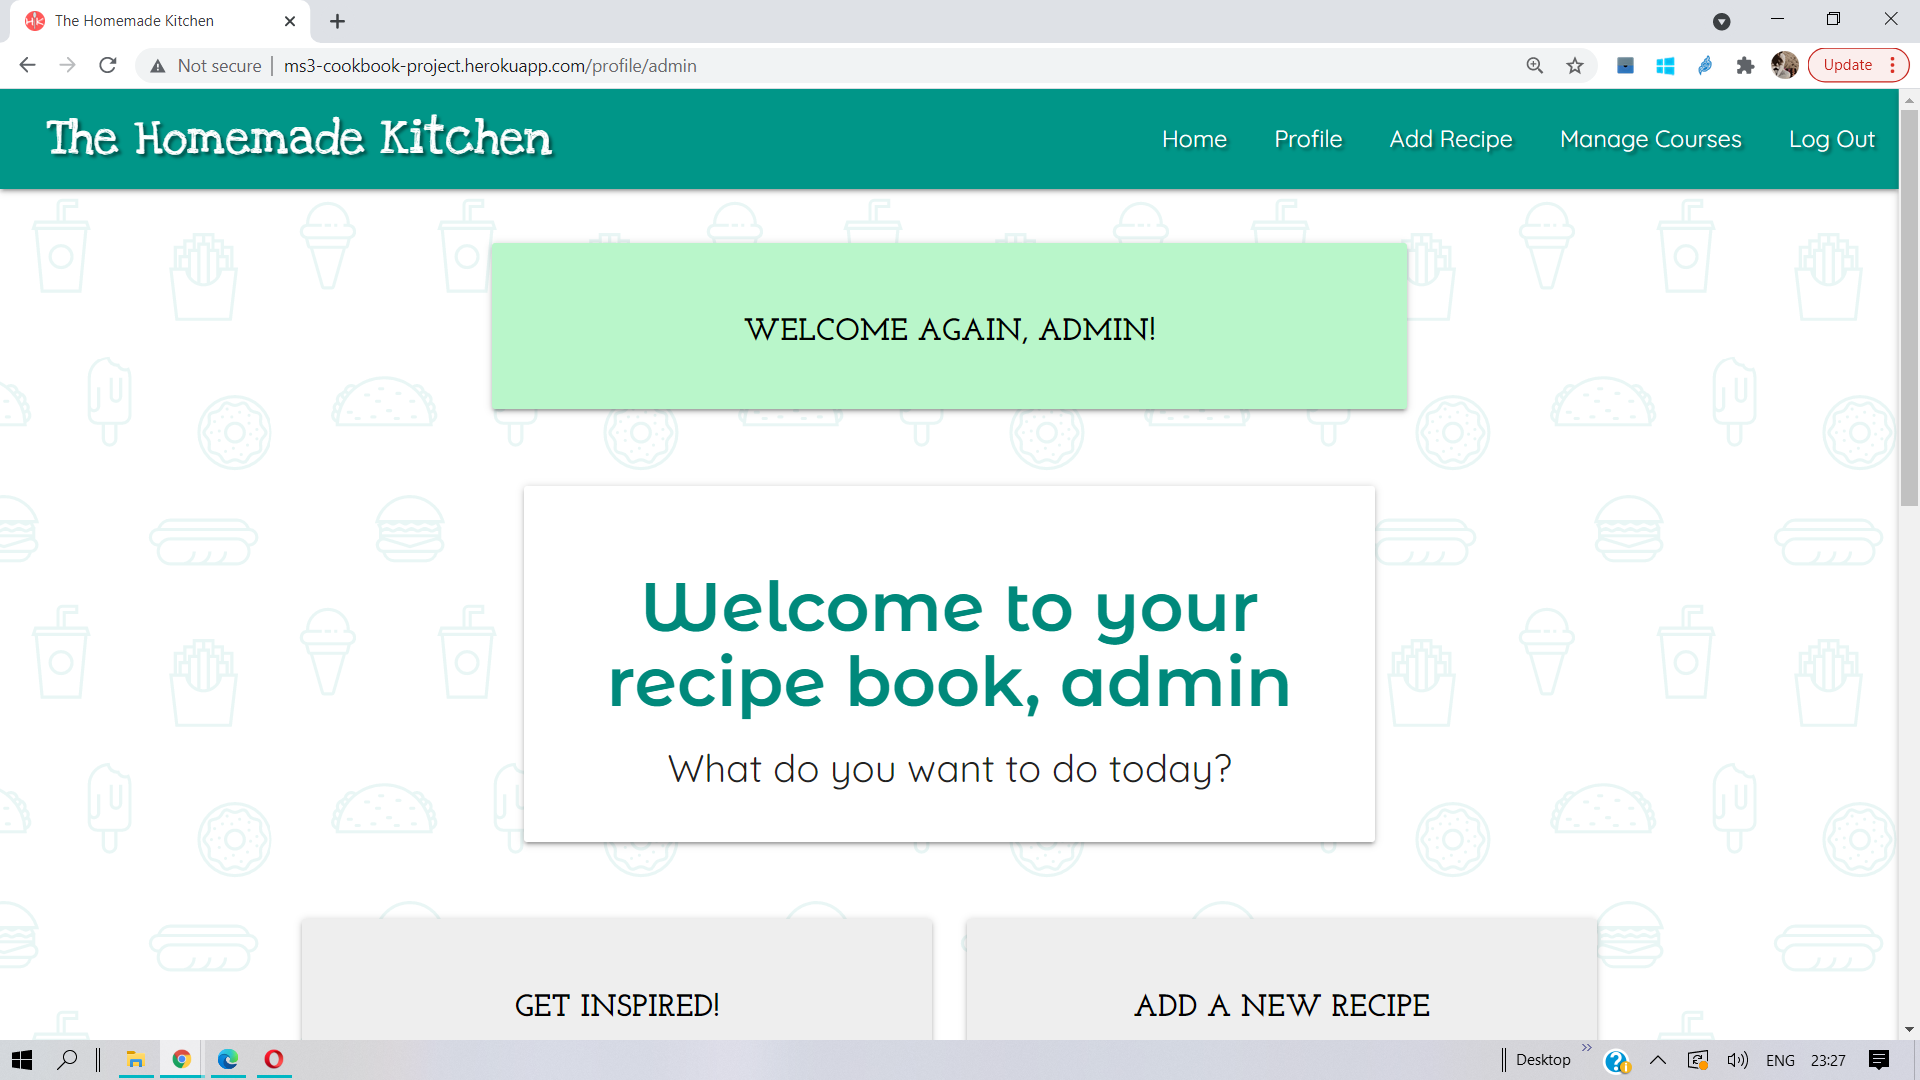 The Homemade Kitchen
Not secure
ms3-cookbook-project.herokuapp.com/profile/admin
Update
The Homemade Kitchen
Home
Profile
Add Recipe
Manage Courses
Log Out
WELCOME AGAIN, ADMIN!
Welcome to your
recipe book, admin
What do you want to do today?
GET INSPIRED!
ADD A NEW RECIPE
Desktop
ENG
23:27